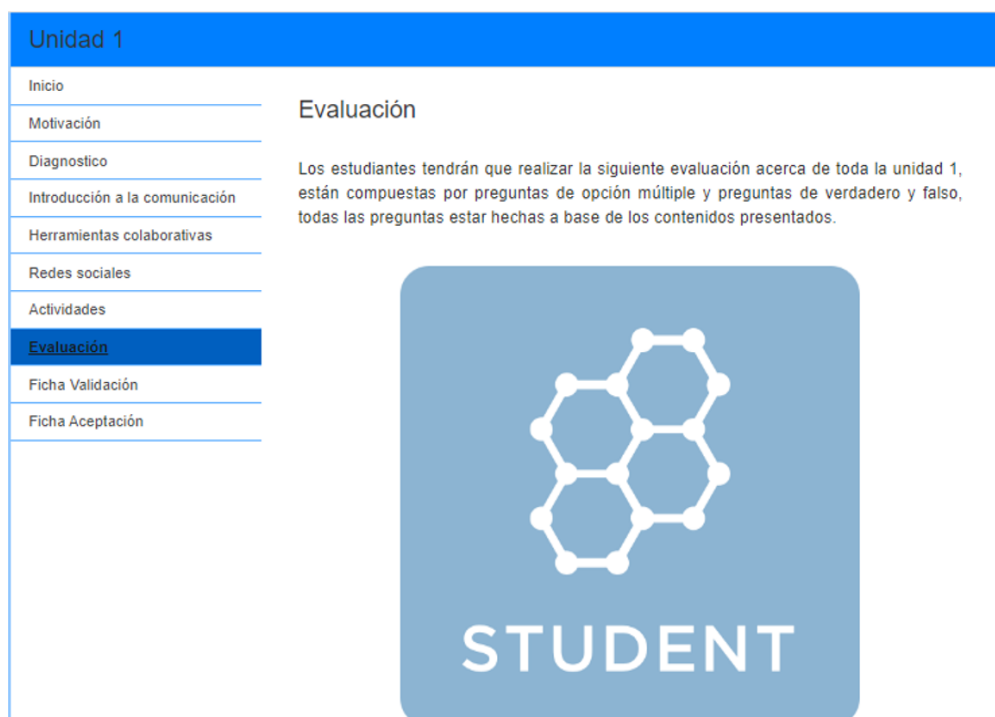 Unidad 1
Inicio
Motivación
Diagnostico
Introducción a la comunicación
Herramientas colaborativas
Redes sociales
Actividades
Evaluación
Ficha Validación
Ficha Aceptación
Evaluación
Los estudiantes tendrán que realizar la siguiente evaluación acerca de toda la unidad 1,
están compuestas por preguntas de opción múltiple y preguntas de verdadero y falso,
todas las preguntas estar hechas a base de los contenidos presentados.
STUDENT